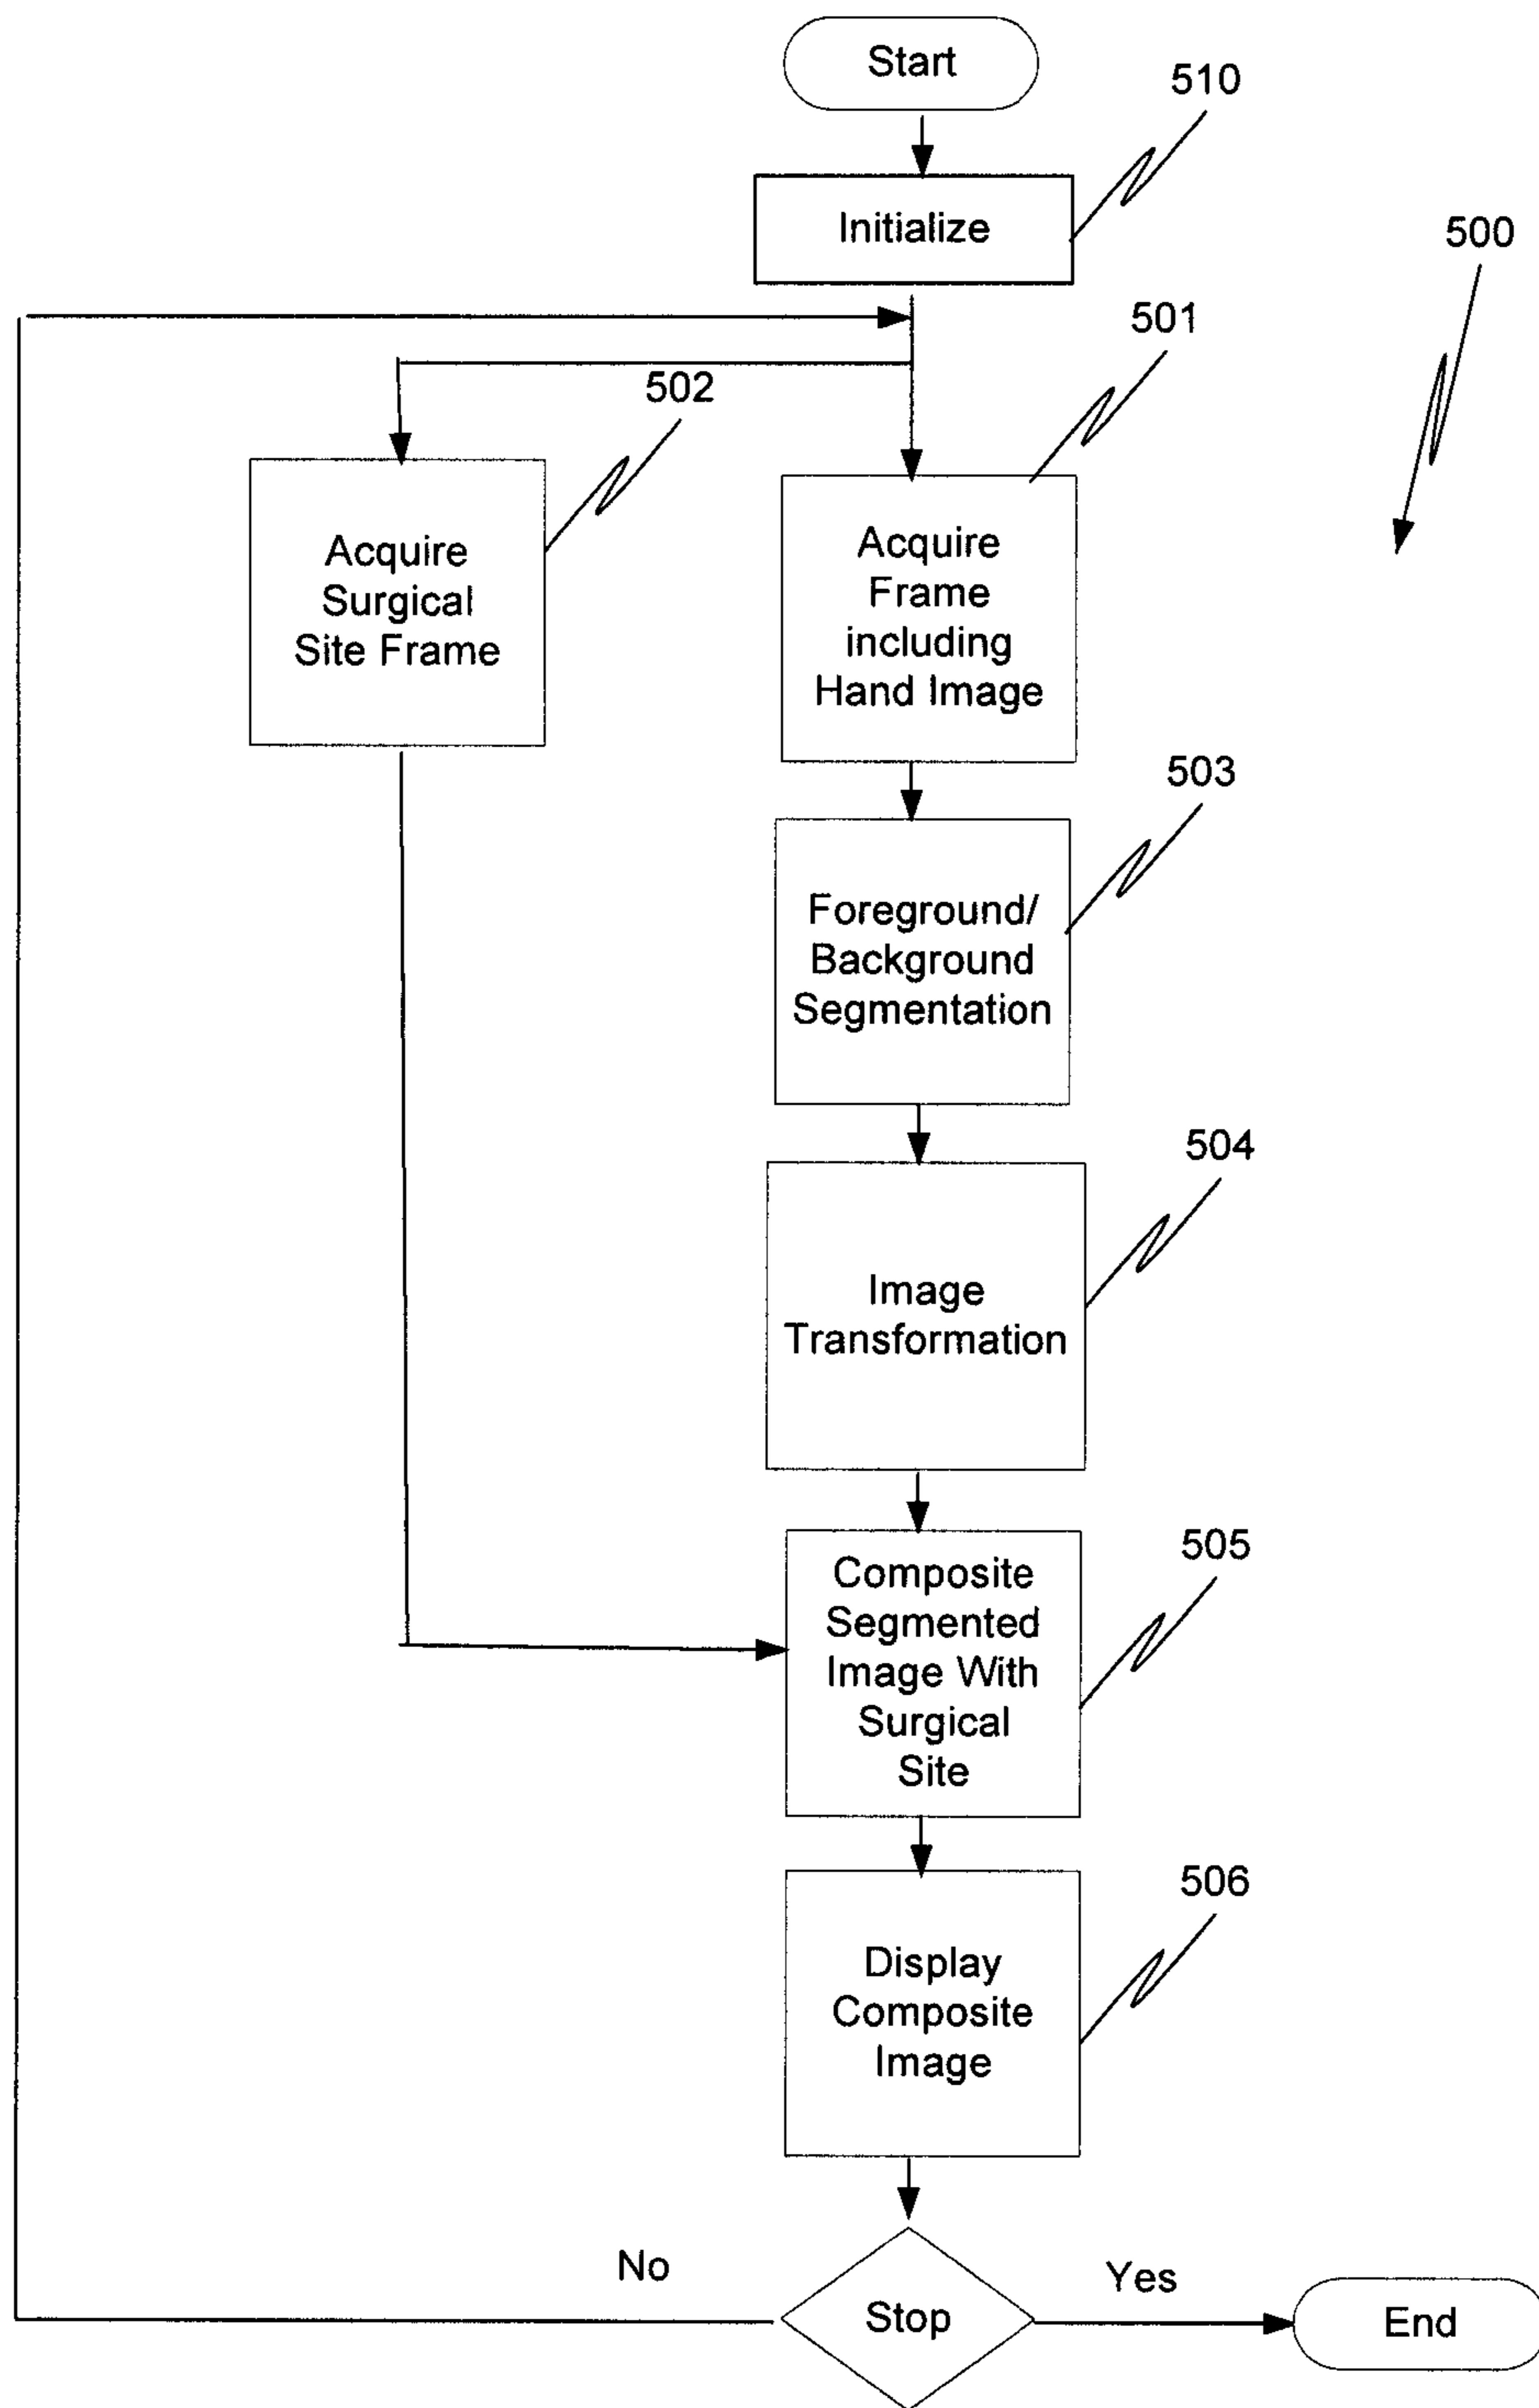 Start
510
Initialize
500
501
502
Acquire
Surgical
Site Frame
Acquire
Frame
including
Hand Image
503
Foreground/
Background
Segmentation
504
Image
Transformation
505
Composite
Segmented
Image With
Surgical
Site
506
Display
Composite
Image
No
Yes
Stop
End